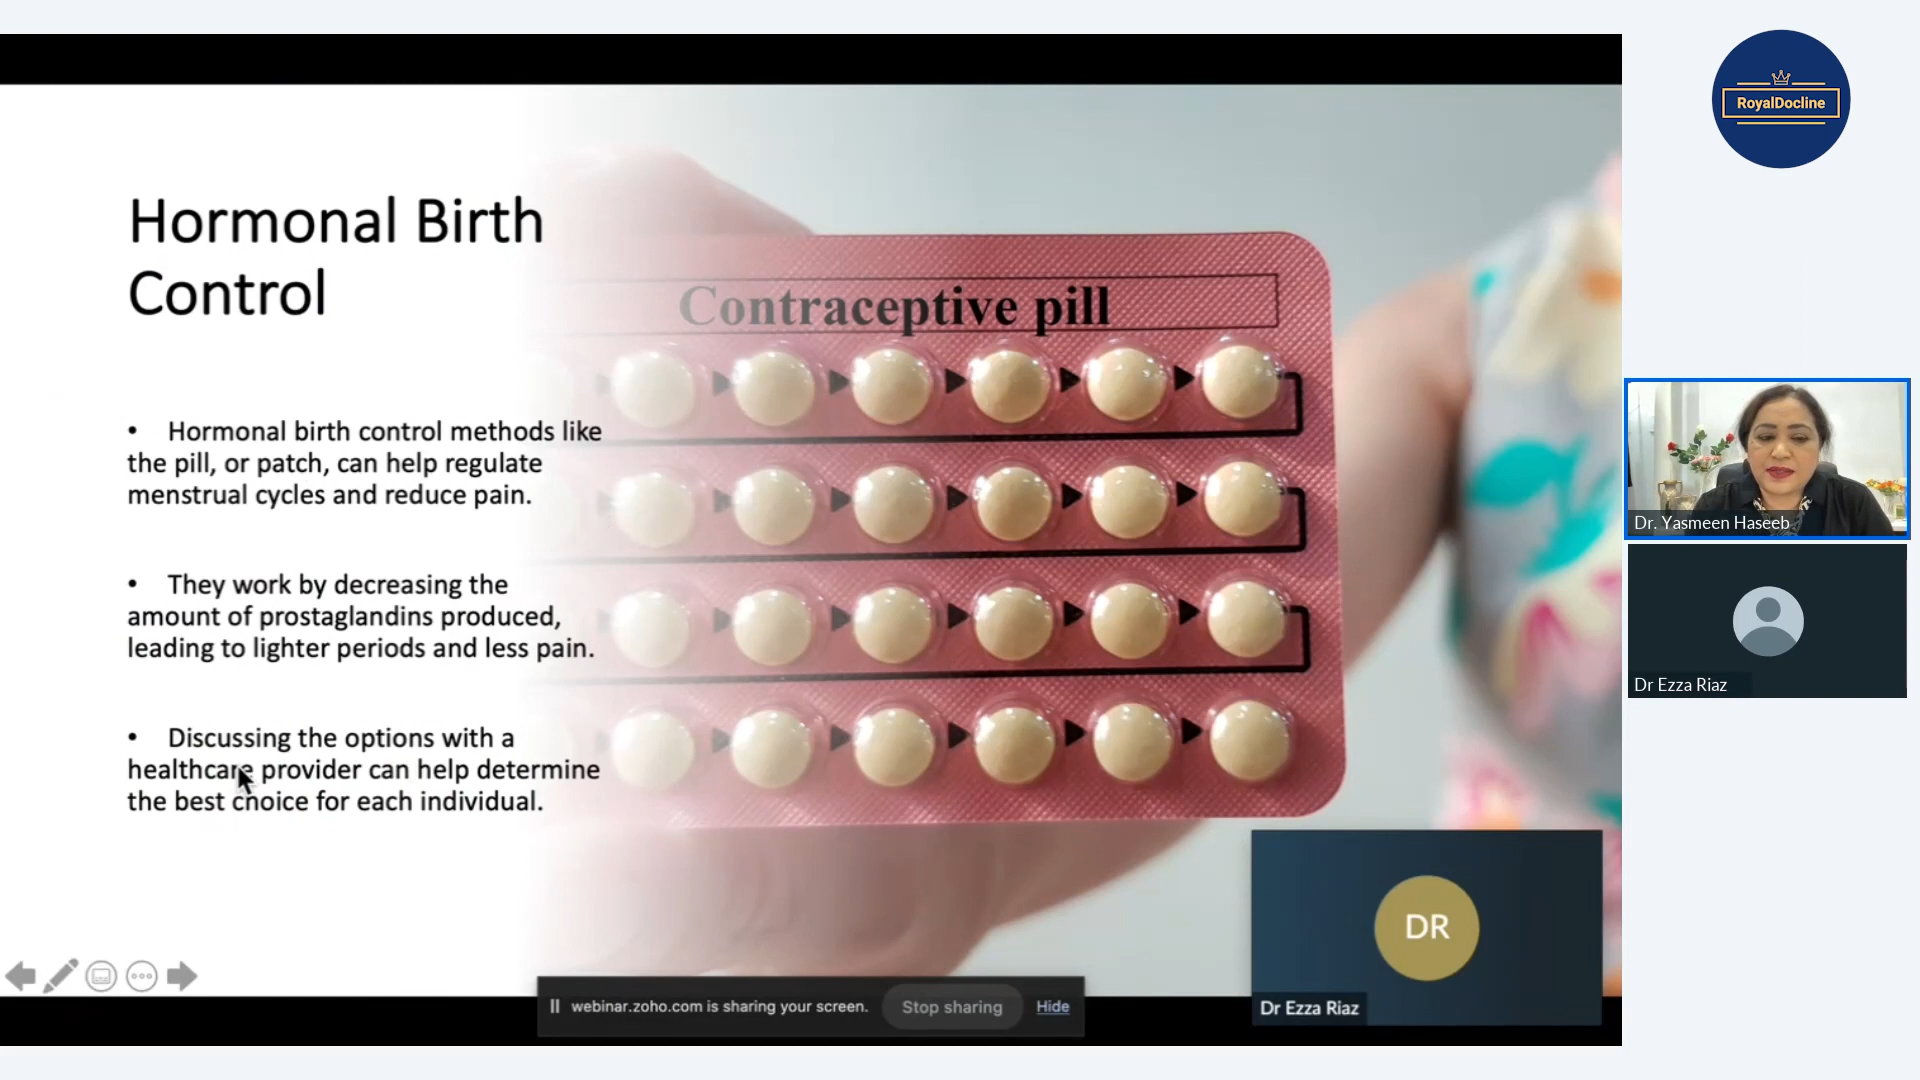 RoyalDocline
Hormonal Birth
Control
Contraceptive pill
• Hormonal birth control methods like
the pill, or patch, can help regulate
menstrual cycles and reduce pain.
• They work by decreasing the
amount of prostaglandins produced,
leading to lighter periods and less pain.
• Discussing the options with a
healthcare provider can help determine
the best choice for each individual.
Dr. Yasmeen Haseeb
Dr Ezza Riaz
DR
Dr Ezza Riaz
webinar.zoho.com is sharing your screen.
Stop sharing
Hide